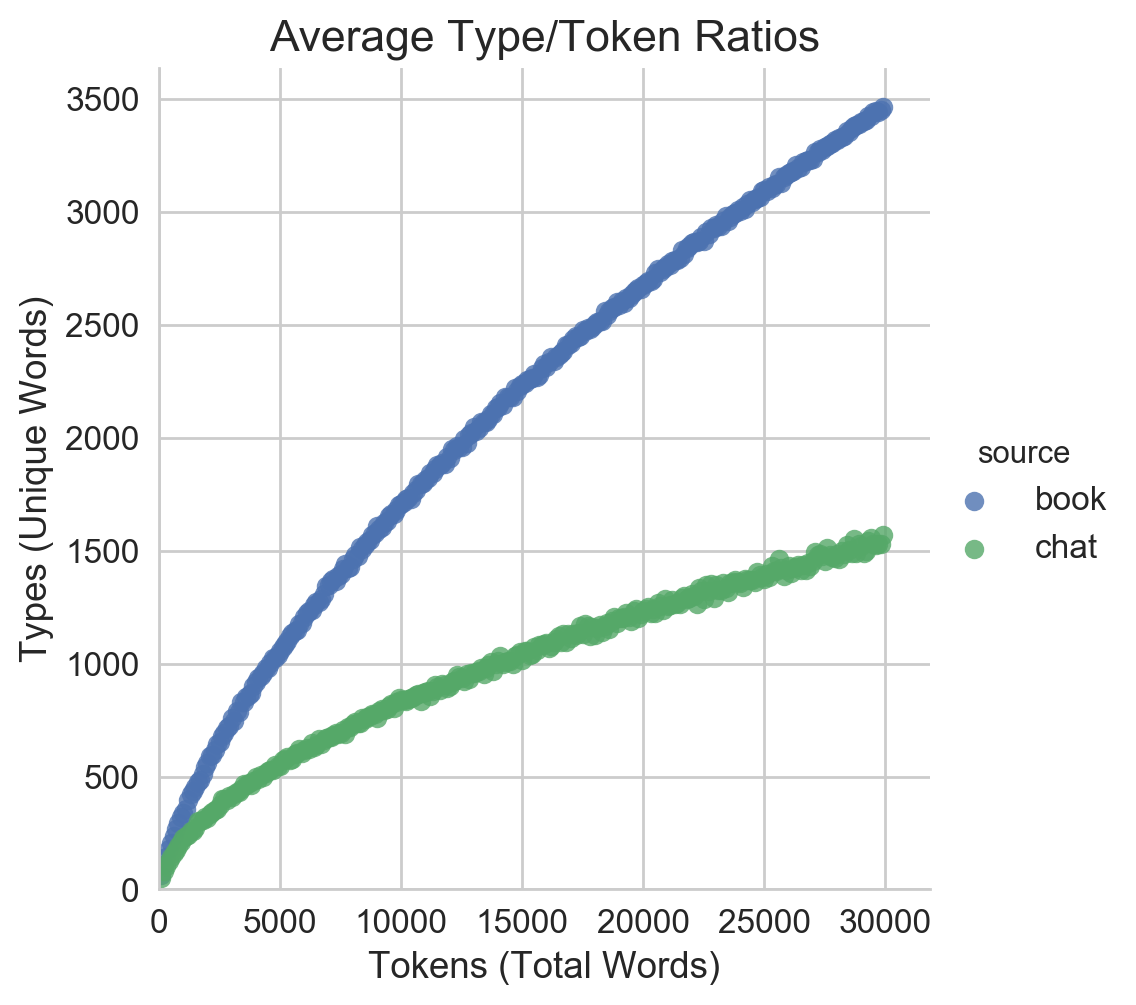 Average Type/Token Ratios
3500
3000
2500
2000
1500
1000
500
0
Types (Unique Words)
0 5000 10000 15000 20000 25000 30000
Tokens (Total Words)
source
book
chat